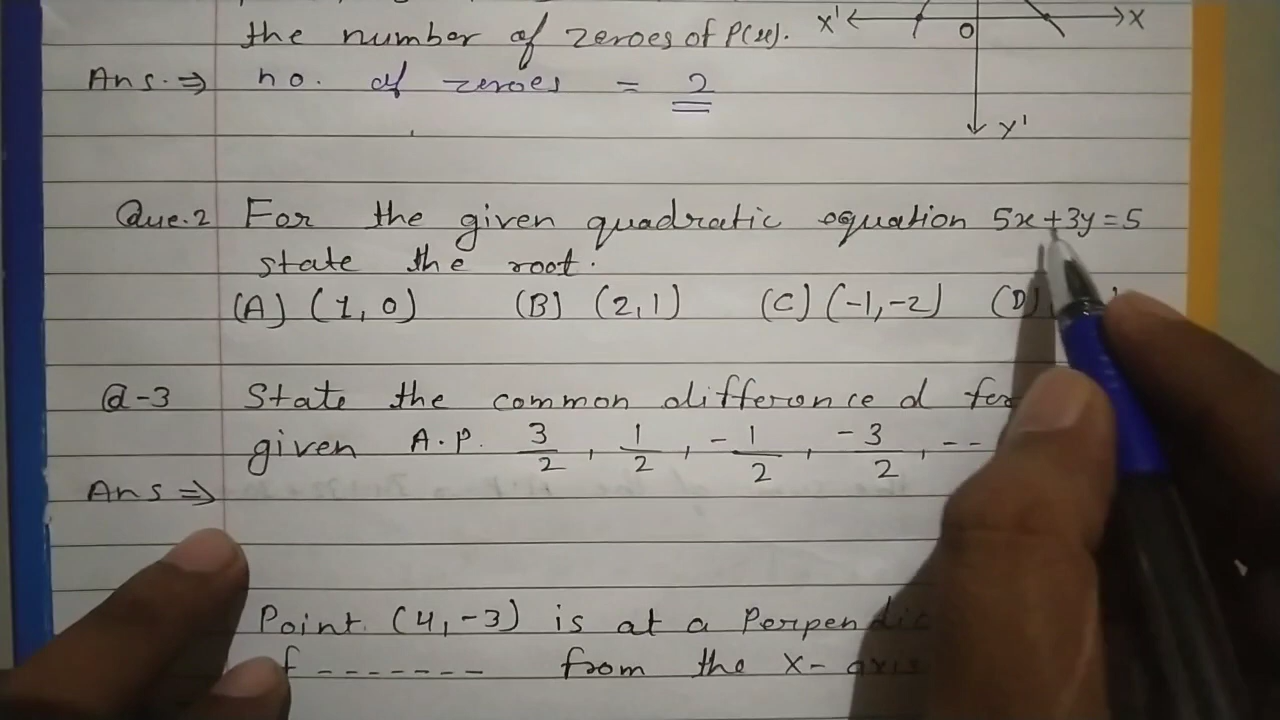 the number of zeroes of P(x).
X' O X
Ans.⇒ no. of zeroes = 2
y'
Que.2 For the given quadratic equation 5x+3y=5
state the root.
(A) (1,0) (B) (2,1) (C) (-1,-2) (D)
Q-3 State the common difference d for
given A.P. 3/2, 1/2, -1/2, -3/2, --
Ans ⇒
Point (4,-3) is at a
f ------- from the x-axis